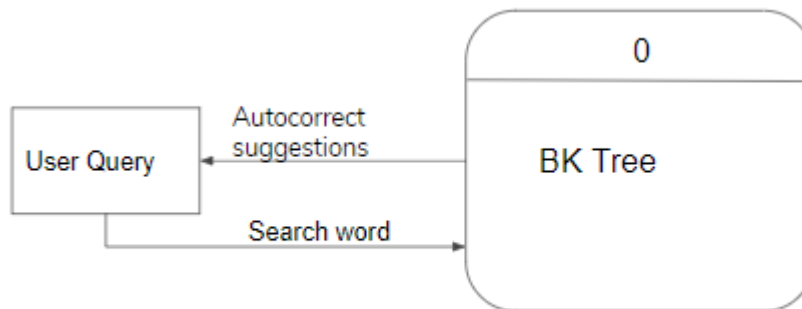 0
Autocorrect
suggestions
User Query
BK Tree
Search word